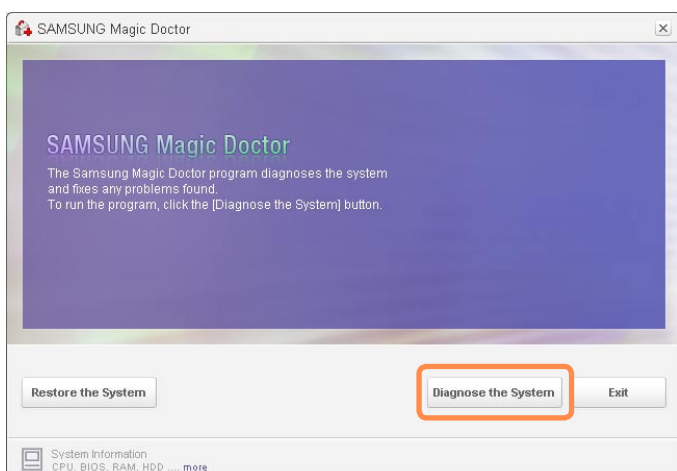 SAMSUNG Magic Doctor
SAMSUNG Magic Doctor
The Samsung Magic Doctor program diagnoses the system
and fixes any problems found.
To run the program, click the [Diagnose the System] button.
Restore the System Diagnose the System Exit
System Information
CPU, BIOS, RAM, HDD .... more